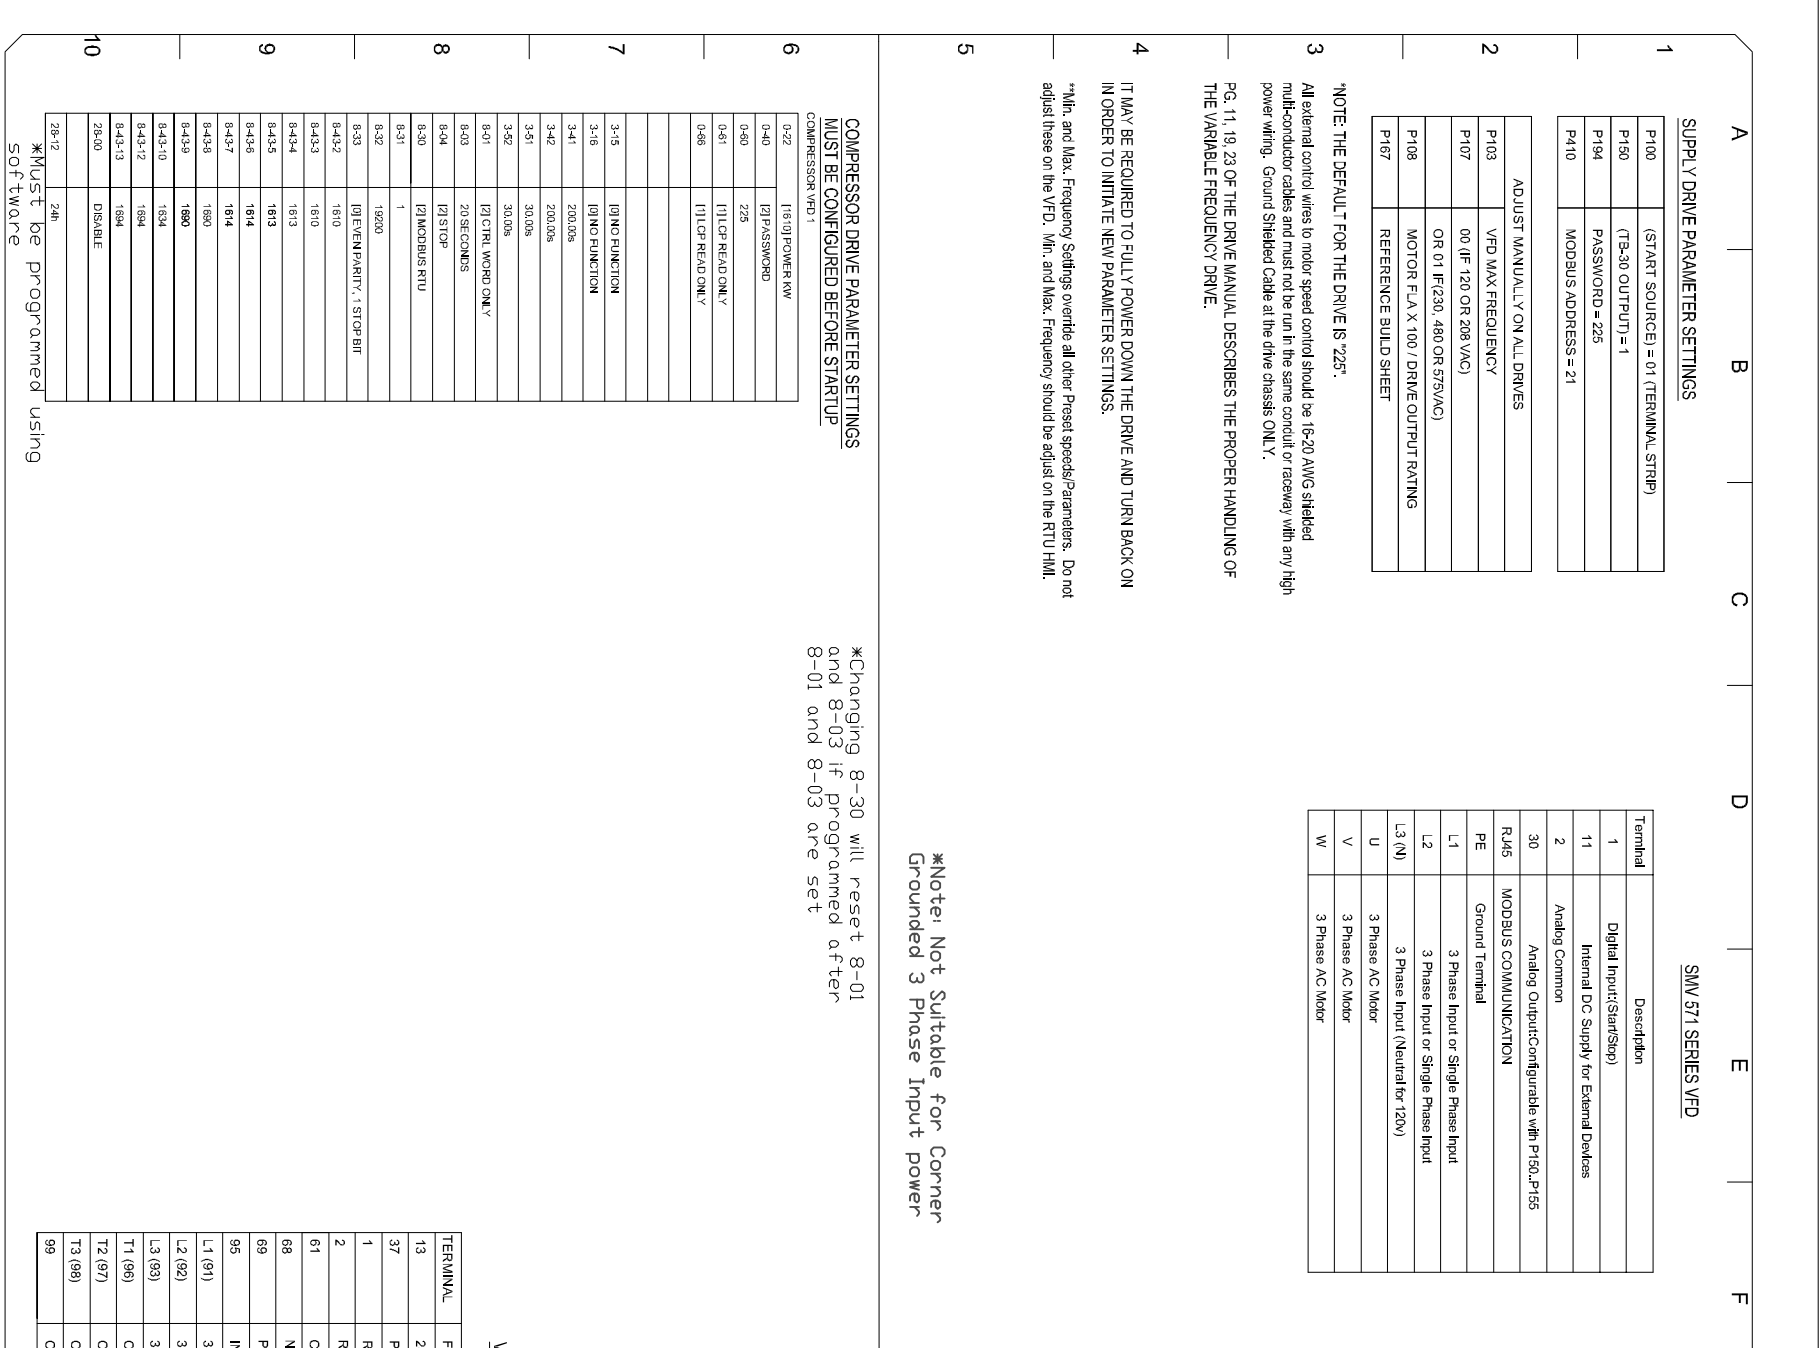 1
2
3
4
5
6
7
8
9
10
A
B
C
D
E
F
SUPPLY DRIVE PARAMETER SETTINGS
P100 (START SOURCE) = 01 (TERMINAL STRIP)
P150 (TB-30 OUTPUT) = 1
P194 PASSWORD = 225
P410 MODBUS ADDRESS = 21
ADJUST MANUALLY ON ALL DRIVES
P103 VFD MAX FREQUENCY
P107 00 (IF 120 OR 208 VAC)
OR 01 IF(230, 480 OR 575VAC)
P108 MOTOR FLA X 100 / DRIVE OUTPUT RATING
P167 REFERENCE BUILD SHEET
*NOTE: THE DEFAULT FOR THE DRIVE IS "225".
All external control wires to motor speed control should be 16-20 AWG shielded
multi-conductor cables and must not be run in the same conduit or raceway with any high
power wiring. Ground Shielded Cable at the drive chassis ONLY.
PG. 11, 19, 23 OF THE DRIVE MANUAL DESCRIBES THE PROPER HANDLING OF
THE VARIABLE FREQUENCY DRIVE.
IT MAY BE REQUIRED TO FULLY POWER DOWN THE DRIVE AND TURN BACK ON
IN ORDER TO INITIATE NEW PARAMETER SETTINGS.
**Min. and Max. Frequency Settings override all other Preset speeds/Parameters. Do not
adjust these on the VFD. Min. and Max. Frequency should be adjust on the RTU HMI.
SMV 571 SERIES VFD
Terminal Description
1 Digital Input:(Start/Stop)
11 Internal DC Supply for External Devices
2 Analog Common
30 Analog Output:Configurable with P150..P155
RJ45 MODBUS COMMUNICATION
PE Ground Terminal
L1 3 Phase Input or Single Phase Input
L2 3 Phase Input or Single Phase Input
L3 (N) 3 Phase Input (Neutral for 120v)
U 3 Phase AC Motor
V 3 Phase AC Motor
W 3 Phase AC Motor
*Note: Not Suitable for Corner
Grounded 3 Phase Input power
COMPRESSOR DRIVE PARAMETER SETTINGS
MUST BE CONFIGURED BEFORE STARTUP
COMPRESSOR VFD 1
0-22 [1610] POWER KW
0-40 [2] PASSWORD
0-60 225
0-61 [1] LCP READ ONLY
0-66 [1] LCP READ ONLY
3-15 [0] NO FUNCTION
3-16 [0] NO FUNCTION
3-41 200.00s
3-42 200.00s
3-51 30.00s
3-52 30.00s
8-01 [2] CTRL WORD ONLY
8-03 20 SECONDS
8-04 [2] STOP
8-30 [2] MODBUS RTU
8-31 1
8-32 19200
8-33 [0] EVEN PARITY, 1 STOP BIT
8-43-2 1610
8-43-3 1610
8-43-4 1613
8-43-5 1613
8-43-6 1614
8-43-7 1614
8-43-8 1690
8-43-9 1690
8-43-10 1634
8-43-12 1694
8-43-13 1694
28-00 DISABLE
28-12 24h
*Must be programmed using
software
*Changing 8-30 will reset 8-01
and 8-03 if programmed after
8-01 and 8-03 are set
V
TERMINAL F
13 2
37 P
1 R
2 R
61 C
68 N
69 P
95 IN
L1 (91) 3
L2 (92) 3
L3 (93) 3
T1 (96) C
T2 (97) C
T3 (98) C
99 C